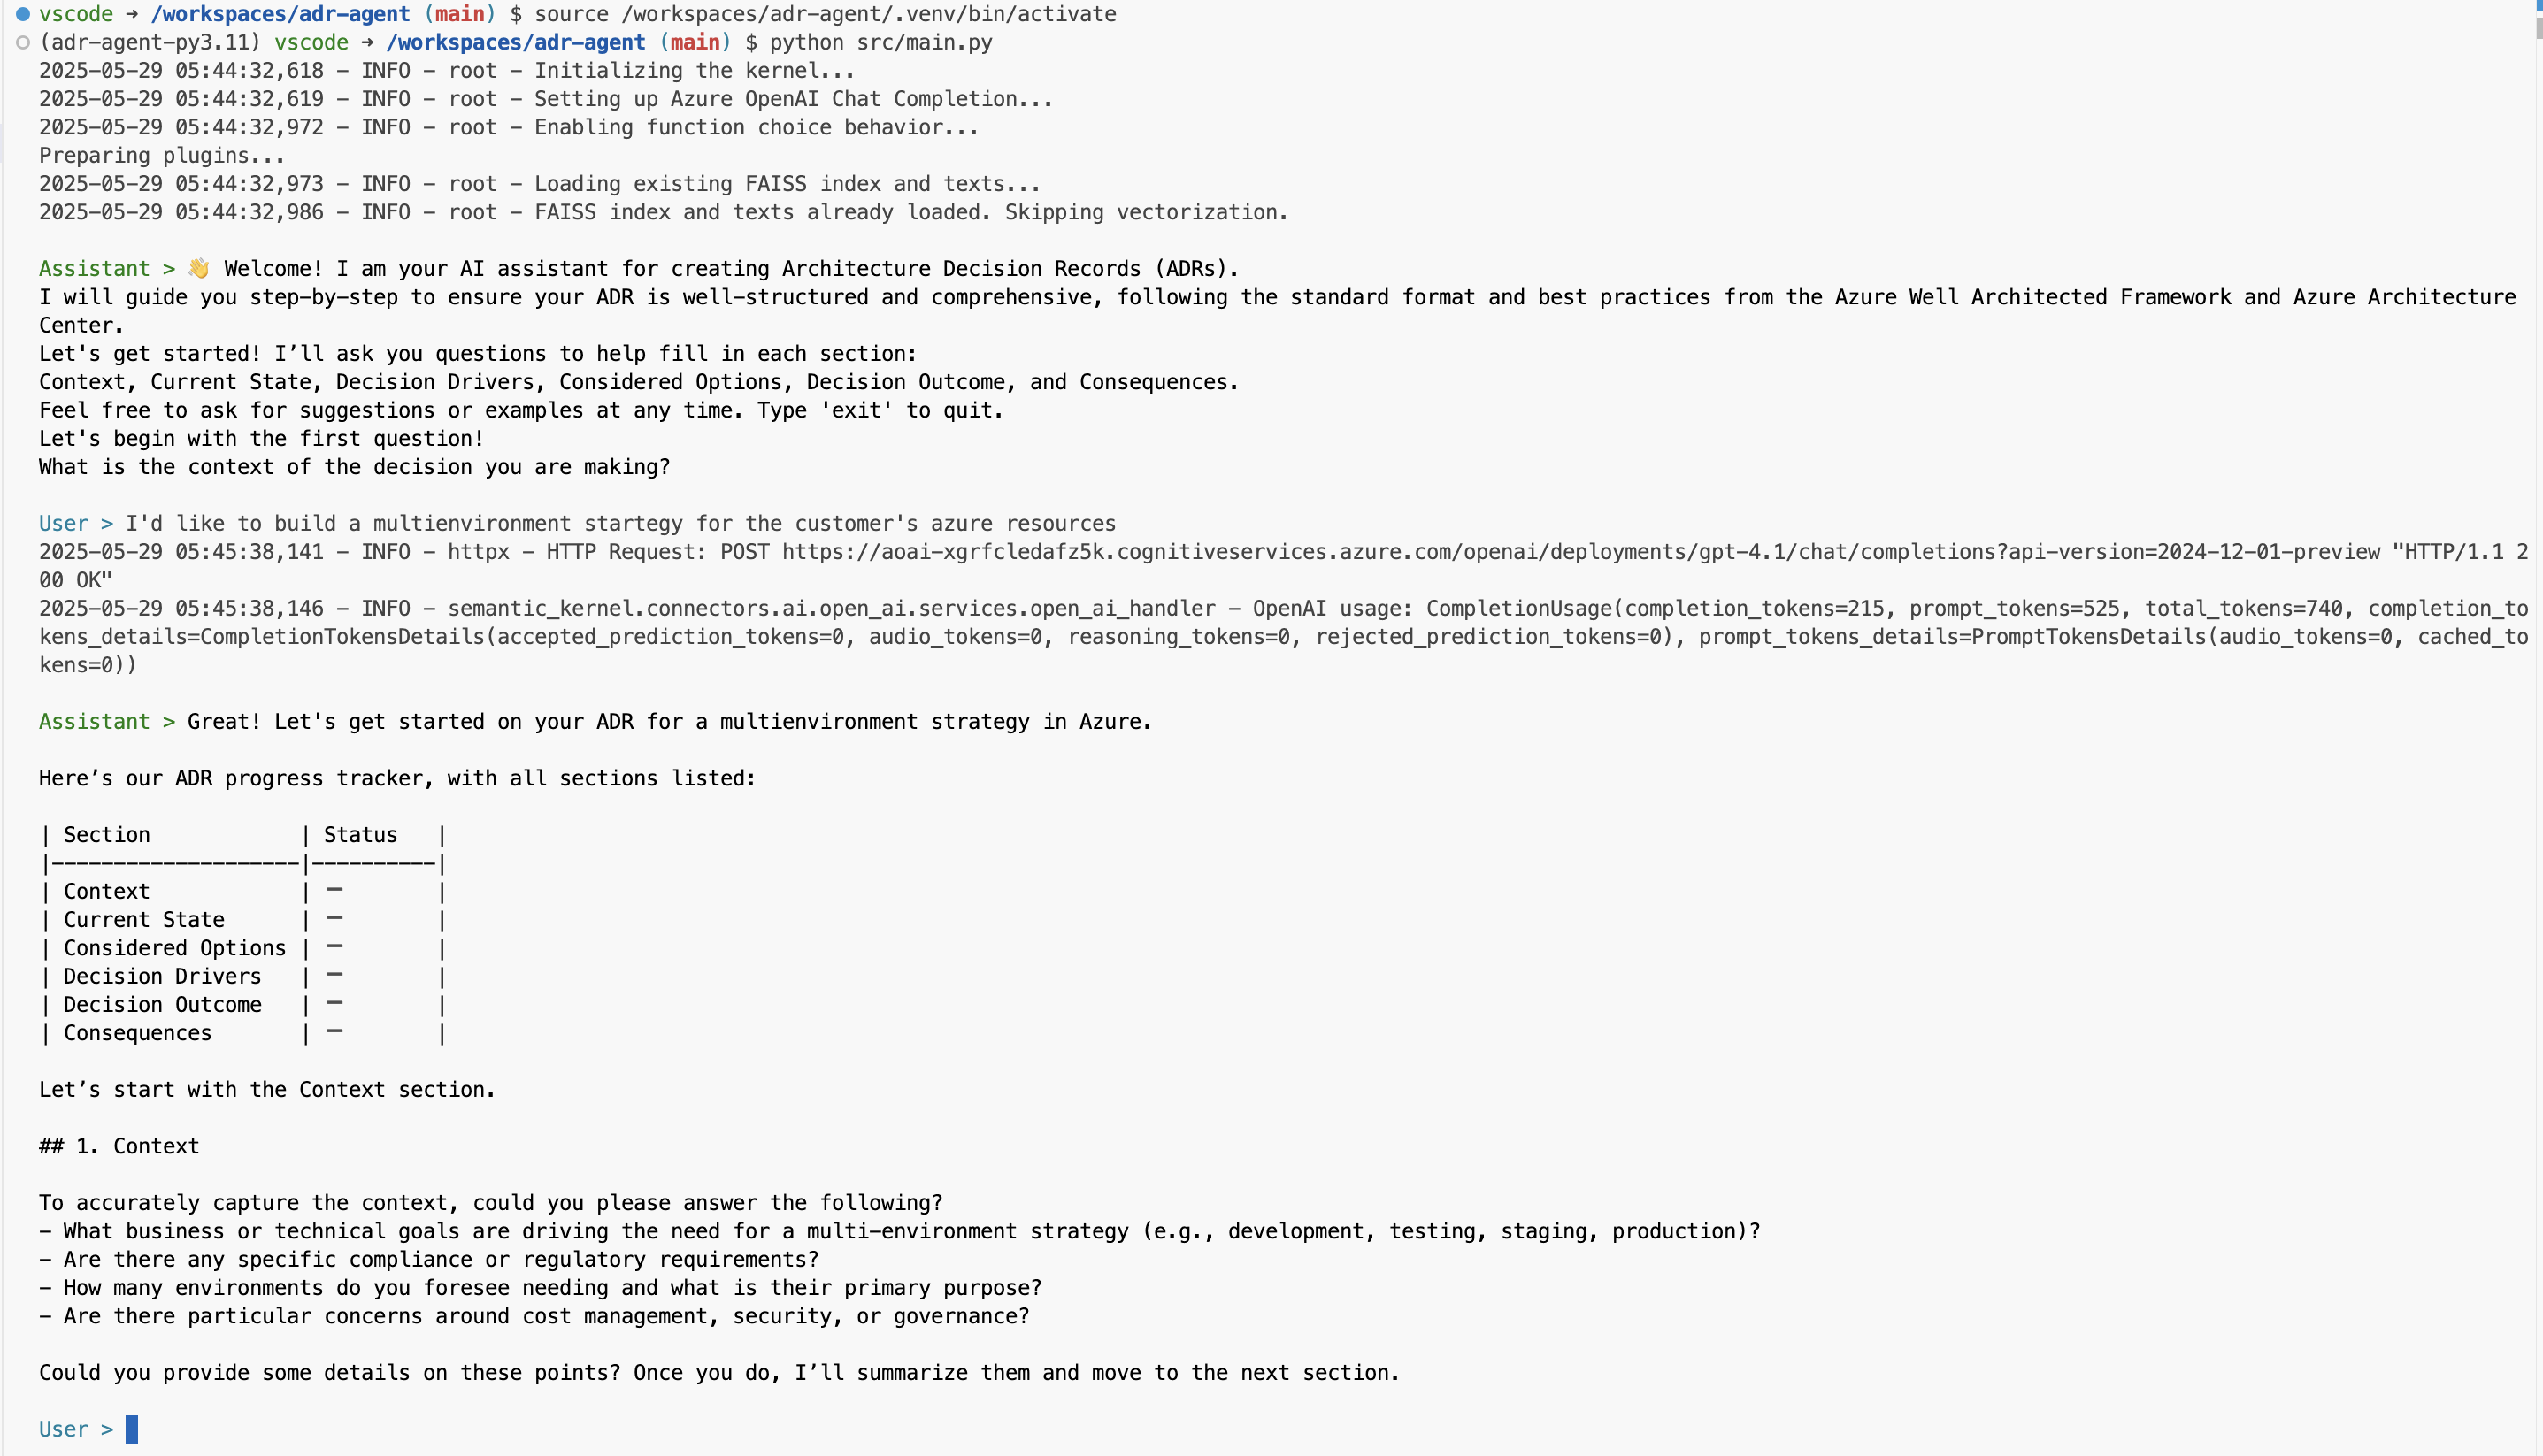 vscode → /workspaces/adr-agent (main) $ source /workspaces/adr-agent/.venv/bin/activate
(adr-agent-py3.11) vscode → /workspaces/adr-agent (main) $ python src/main.py
2025-05-29 05:44:32,618 - INFO - root - Initializing the kernel...
2025-05-29 05:44:32,619 - INFO - root - Setting up Azure OpenAI Chat Completion...
2025-05-29 05:44:32,972 - INFO - root - Enabling function choice behavior...
Preparing plugins...
2025-05-29 05:44:32,973 - INFO - root - Loading existing FAISS index and texts...
2025-05-29 05:44:32,986 - INFO - root - FAISS index and texts already loaded. Skipping vectorization.
Assistant > 👋 Welcome! I am your AI assistant for creating Architecture Decision Records (ADRs).
I will guide you step-by-step to ensure your ADR is well-structured and comprehensive, following the standard format and best practices from the Azure Well Architected Framework and Azure Architecture
Center.
Let's get started! I’ll ask you questions to help fill in each section:
Context, Current State, Decision Drivers, Considered Options, Decision Outcome, and Consequences.
Feel free to ask for suggestions or examples at any time. Type 'exit' to quit.
Let's begin with the first question!
What is the context of the decision you are making?
User > I'd like to build a multienvironment startegy for the customer's azure resources
2025-05-29 05:45:38,141 - INFO - httpx - HTTP Request: POST https://aoai-xgrfcledafz5k.cognitiveservices.azure.com/openai/deployments/gpt-4.1/chat/completions?api-version=2024-12-01-preview "HTTP/1.1 2
00 OK"
2025-05-29 05:45:38,146 - INFO - semantic_kernel.connectors.ai.open_ai.services.open_ai_handler - OpenAI usage: CompletionUsage(completion_tokens=215, prompt_tokens=525, total_tokens=740, completion_to
kens_details=CompletionTokensDetails(accepted_prediction_tokens=0, audio_tokens=0, reasoning_tokens=0, rejected_prediction_tokens=0), prompt_tokens_details=PromptTokensDetails(audio_tokens=0, cached_to
kens=0))
Assistant > Great! Let's get started on your ADR for a multienvironment strategy in Azure.
Here’s our ADR progress tracker, with all sections listed:
| Section            | Status   |
|--------------------|----------|
| Context            | ➖       |
| Current State      | ➖       |
| Considered Options | ➖       |
| Decision Drivers   | ➖       |
| Decision Outcome   | ➖       |
| Consequences       | ➖       |
Let’s start with the Context section.
## 1. Context
To accurately capture the context, could you please answer the following?
- What business or technical goals are driving the need for a multi-environment strategy (e.g., development, testing, staging, production)?
- Are there any specific compliance or regulatory requirements?
- How many environments do you foresee needing and what is their primary purpose?
- Are there particular concerns around cost management, security, or governance?
Could you provide some details on these points? Once you do, I’ll summarize them and move to the next section.
User >